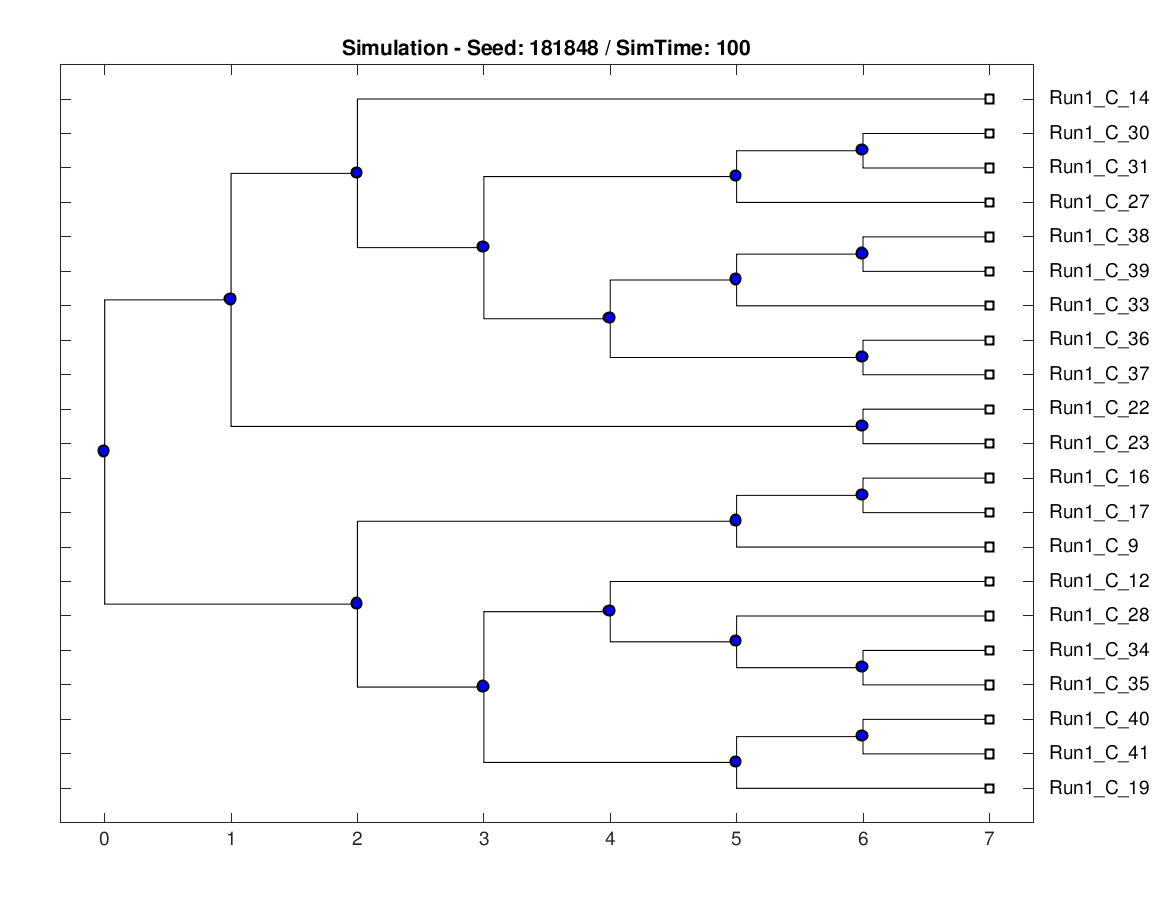 Simulation - Seed: 181848 / SimTime: 100
Run1_C_14
Run1_C_30
Run1_C_31
Run1_C_27
Run1_C_38
Run1_C_39
Run1_C_33
Run1_C_36
Run1_C_37
Run1_C_22
Run1_C_23
Run1_C_16
Run1_C_17
Run1_C_9
Run1_C_12
Run1_C_28
Run1_C_34
Run1_C_35
Run1_C_40
Run1_C_41
Run1_C_19
0 1 2 3 4 5 6 7